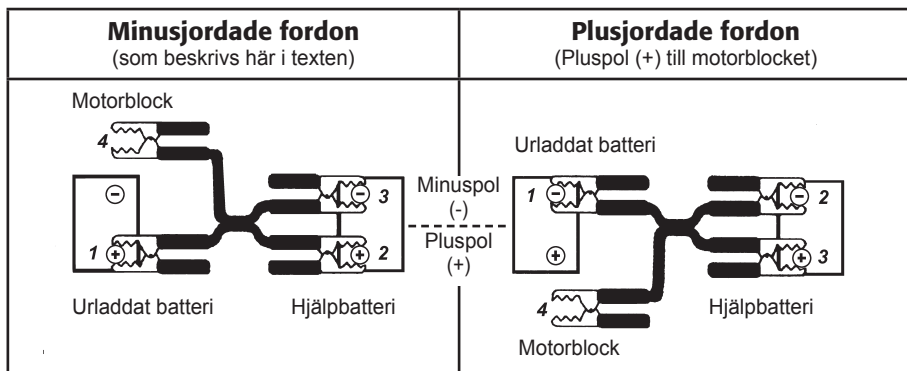 Minusjordade fordon
(som beskrivs här i texten)
Plusjordade fordon
(Pluspol (+) till motorblocket)
Motorblock
4
3
1
2
Urladdat batteri
Hjälpbatteri
Minuspol
(-)
Pluspol
(+)
Urladdat batteri
1
2
3
4
Hjälpbatteri
Motorblock